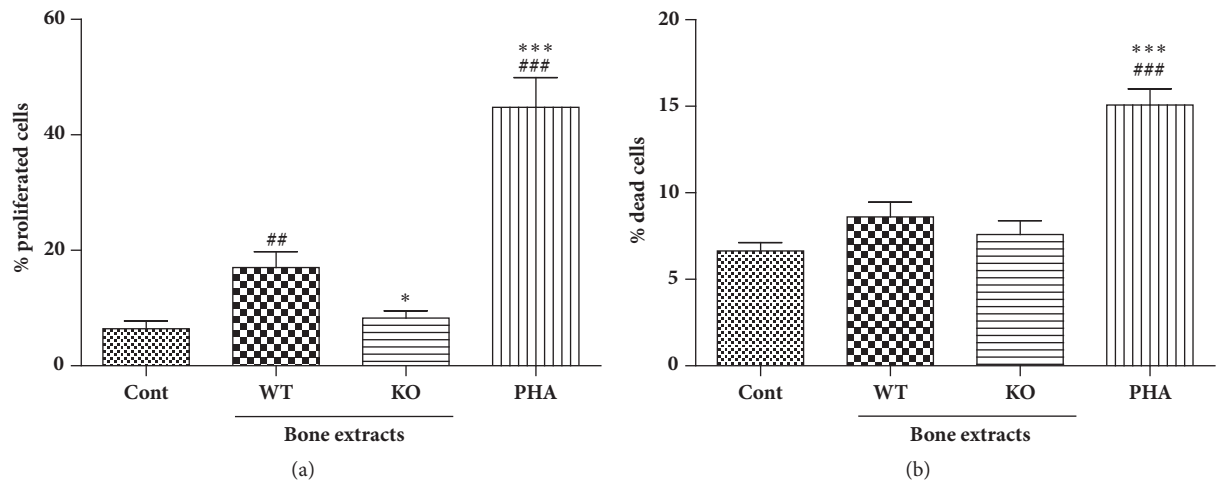 % proliferated cells
60
40
20
0
##
*
***
###
Cont
WT
KO
PHA
Bone extracts
(a)
% dead cells
20
15
10
5
0
***
###
Cont
WT
KO
PHA
Bone extracts
(b)